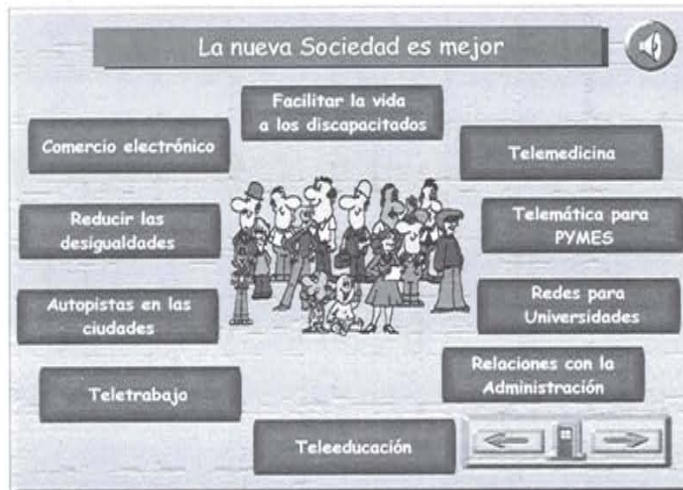 La nueva Sociedad es mejor
Facilitar la vida
a los discapacitados
Comercio electrónico
Telemedicina
Reducir las
desigualdades
Telemática para
PYMES
Autopistas en las
ciudades
Redes para
Universidades
Relaciones con la
Administración
Teletrabajo
Teleeducación